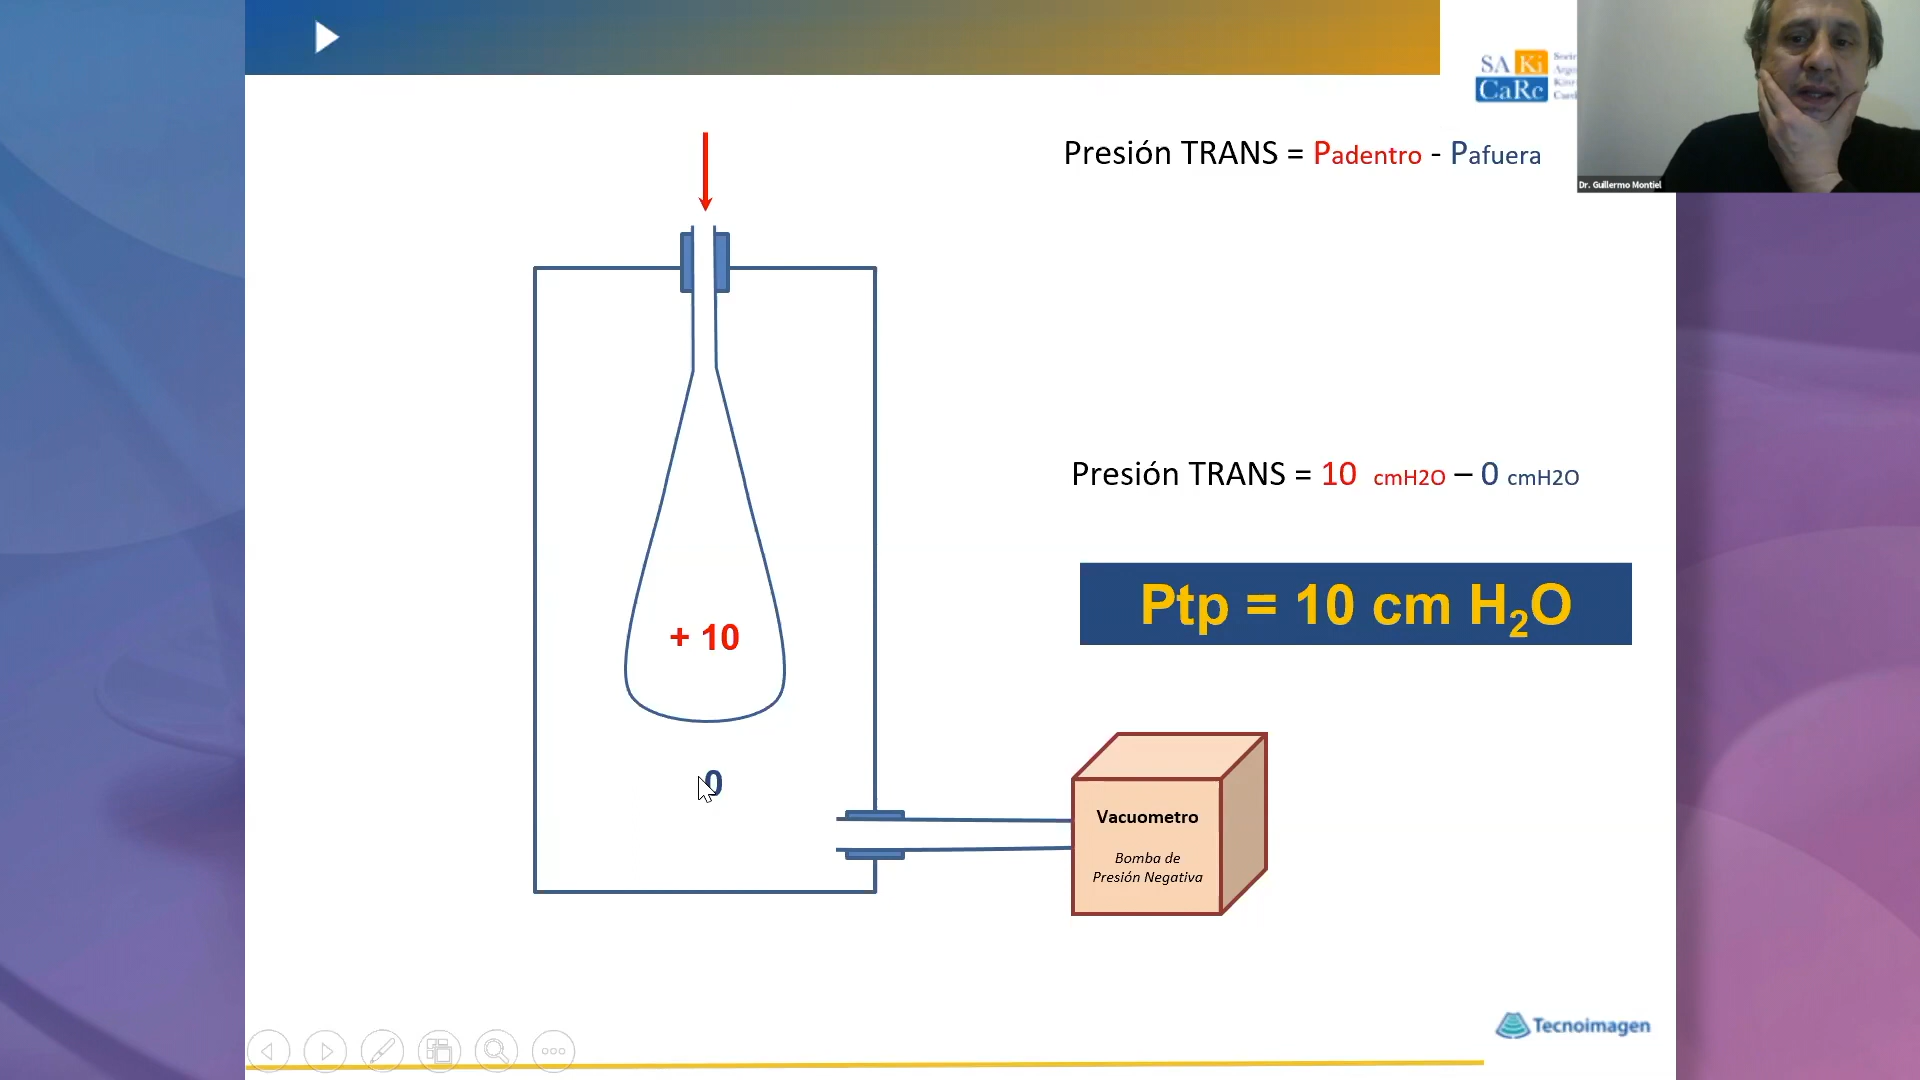 SA Ki
CaRc
Dr. Guillermo Montiel
Presión TRANS = Padentro - Pafuera
Presión TRANS = 10 cmH2O – 0 cmH2O
Ptp = 10 cm H₂O
+ 10
0
Vacuometro
Bomba de
Presión Negativa
Tecnoimagen